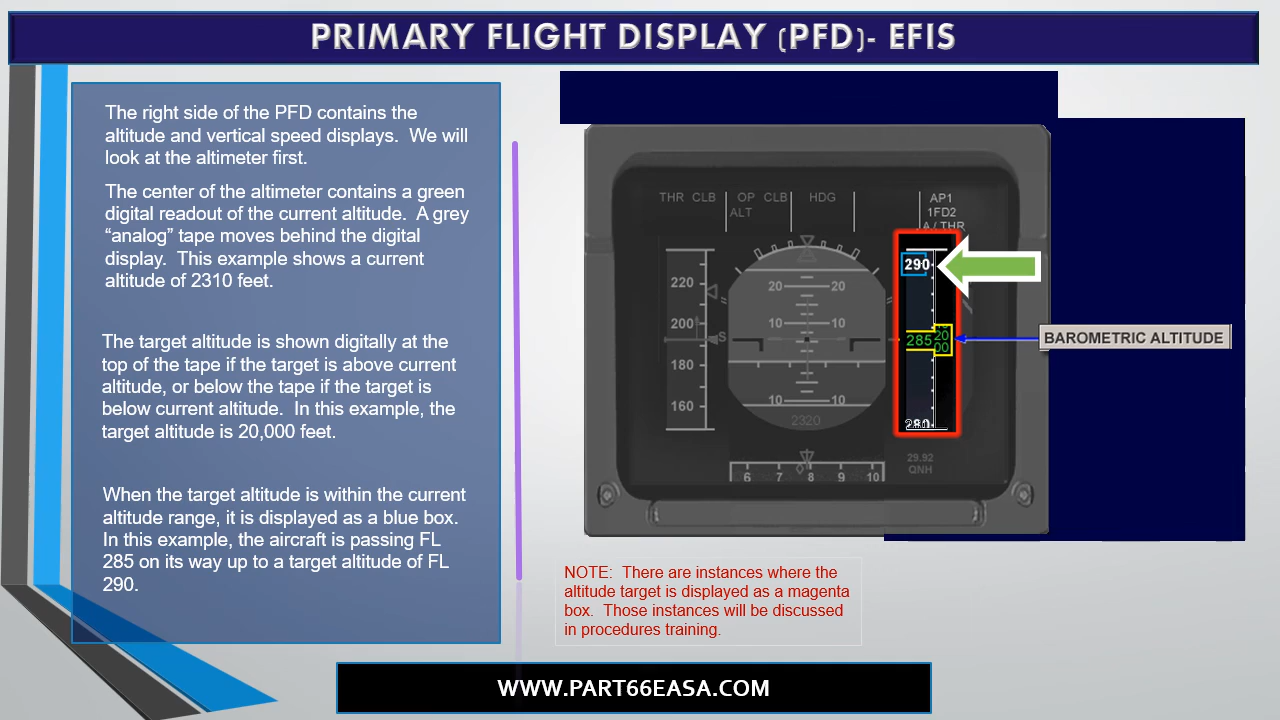 PRIMARY FLIGHT DISPLAY (PFD)- EFIS
The right side of the PFD contains the
altitude and vertical speed displays.  We will
look at the altimeter first.
The center of the altimeter contains a green
digital readout of the current altitude.  A grey
“analog” tape moves behind the digital
display.  This example shows a current
altitude of 2310 feet.
The target altitude is shown digitally at the
top of the tape if the target is above current
altitude, or below the tape if the target is
below current altitude.  In this example, the
target altitude is 20,000 feet.
When the target altitude is within the current
altitude range, it is displayed as a blue box.
In this example, the aircraft is passing FL
285 on its way up to a target altitude of FL
290.
THR CLB
OP CLB
HDG
AP1
ALT
1FD2
A / THR
290
220
20 20
200
10 10
S
285
20
00
180
160
10 10
2320
280
29.92
QNH
6 7 8 9 10
BAROMETRIC ALTITUDE
NOTE:  There are instances where the
altitude target is displayed as a magenta
box.  Those instances will be discussed
in procedures training.
WWW.PART66EASA.COM